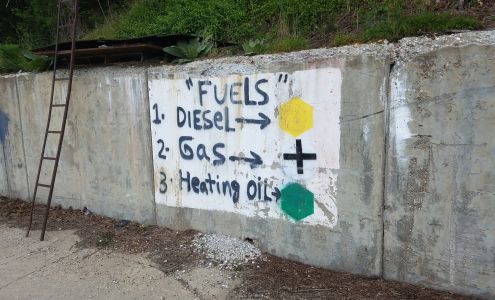 "FUELS"
1. DIESEL →
2. Gas →
3 Heating OiL →